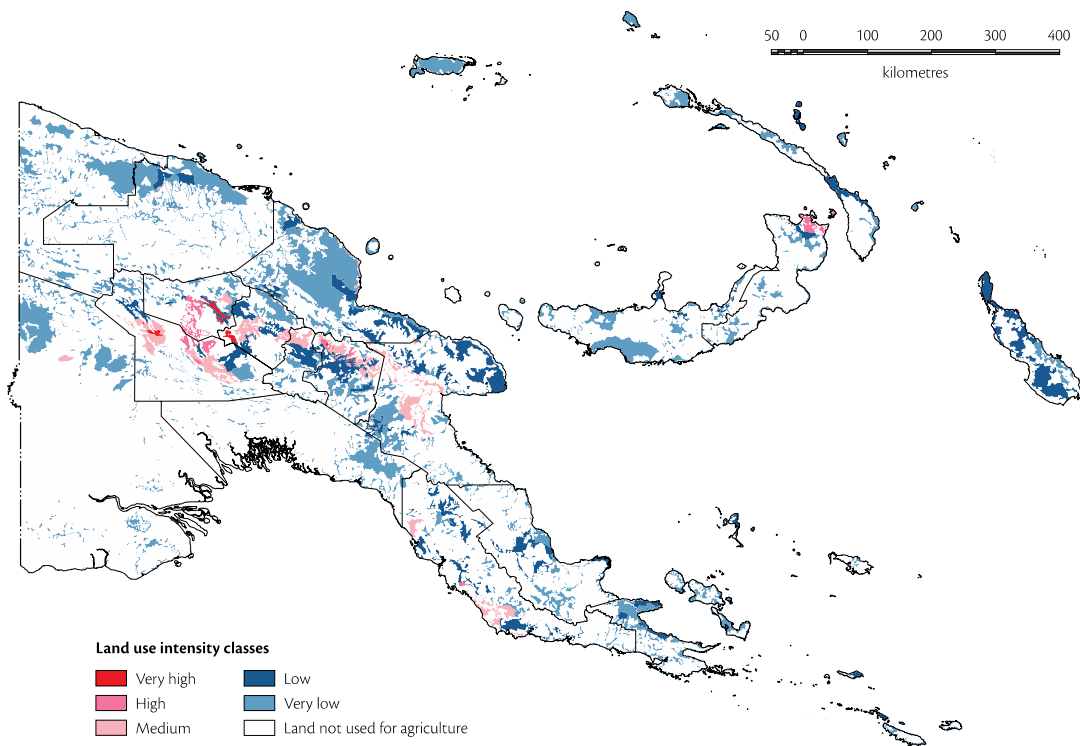 50 0 100 200 300 400
kilometres
Land use intensity classes
Very high
High
Medium
Low
Very low
Land not used for agriculture